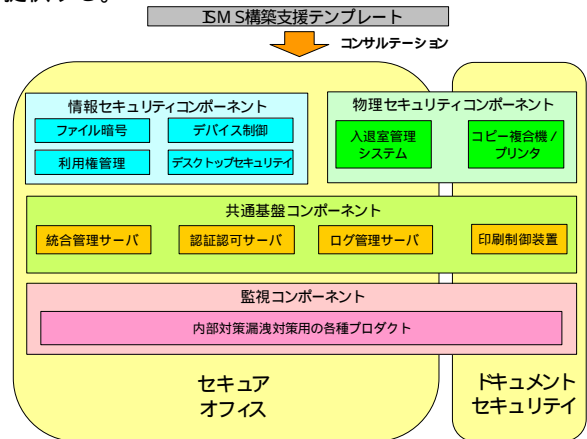 提供する。
ISMS構築支援テンプレート
コンサルテーション
情報セキュリティコンポーネント
ファイル暗号
デバイス制御
利用権管理
デスクトップセキュリティ
物理セキュリティコンポーネント
入退室管理
システム
コピー複合機/
プリンタ
共通基盤コンポーネント
統合管理サーバ
認証認可サーバ
ログ管理サーバ
印刷制御装置
監視コンポーネント
内部対策漏洩対策用の各種プロダクト
セキュア
オフィス
ドキュメント
セキュリティ